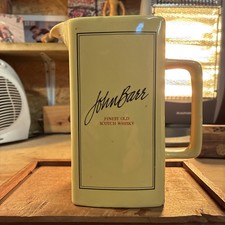 John Barr
FINEST OLD
SCOTCH WHISKY